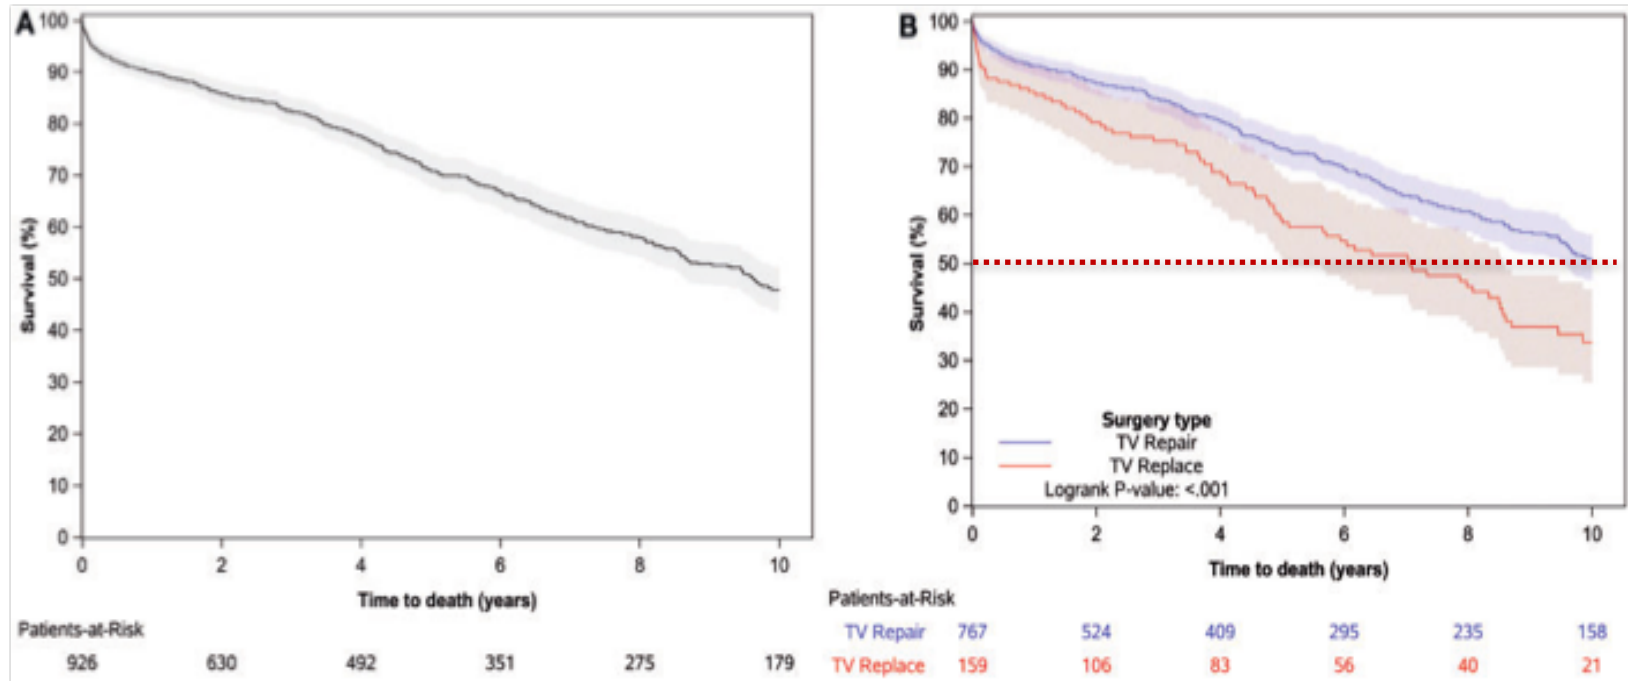 A
100
90
80
70
60
50
40
30
20
10
0
Survival (%)
0 2 4 6 8 10
Time to death (years)
Patients-at-Risk
926 630 492 351 275 179
B
100
90
80
70
60
50
40
30
20
10
0
Survival (%)
Surgery type
TV Repair
TV Replace
Logrank P-value: <.001
0 2 4 6 8 10
Time to death (years)
Patients-at-Risk
TV Repair 767 524 409 295 235 158
TV Replace 159 106 83 56 40 21